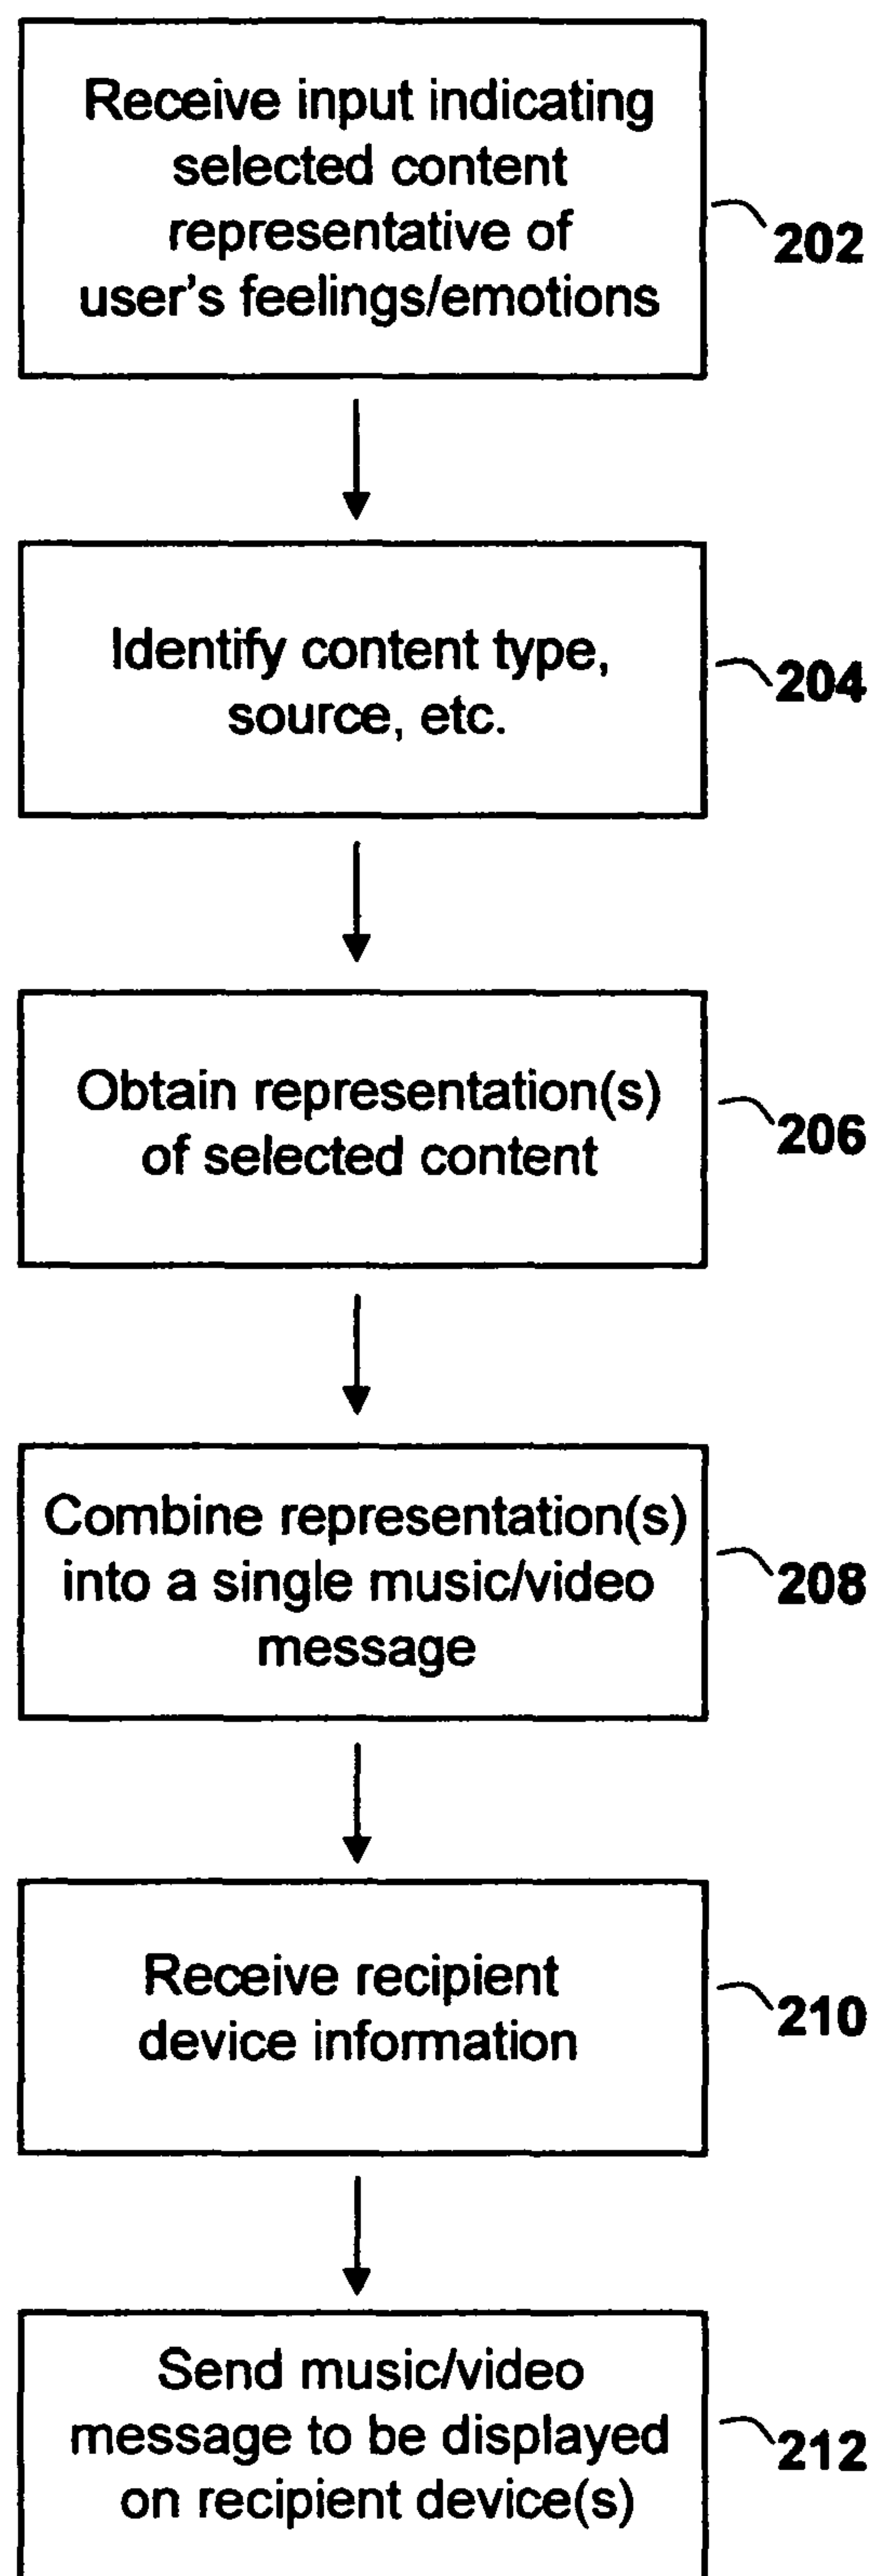 Receive input indicating
selected content
representative of
user's feelings/emotions
202
Identify content type,
source, etc.
204
Obtain representation(s)
of selected content
206
Combine representation(s)
into a single music/video
message
208
Receive recipient
device information
210
Send music/video
message to be displayed
on recipient device(s)
212